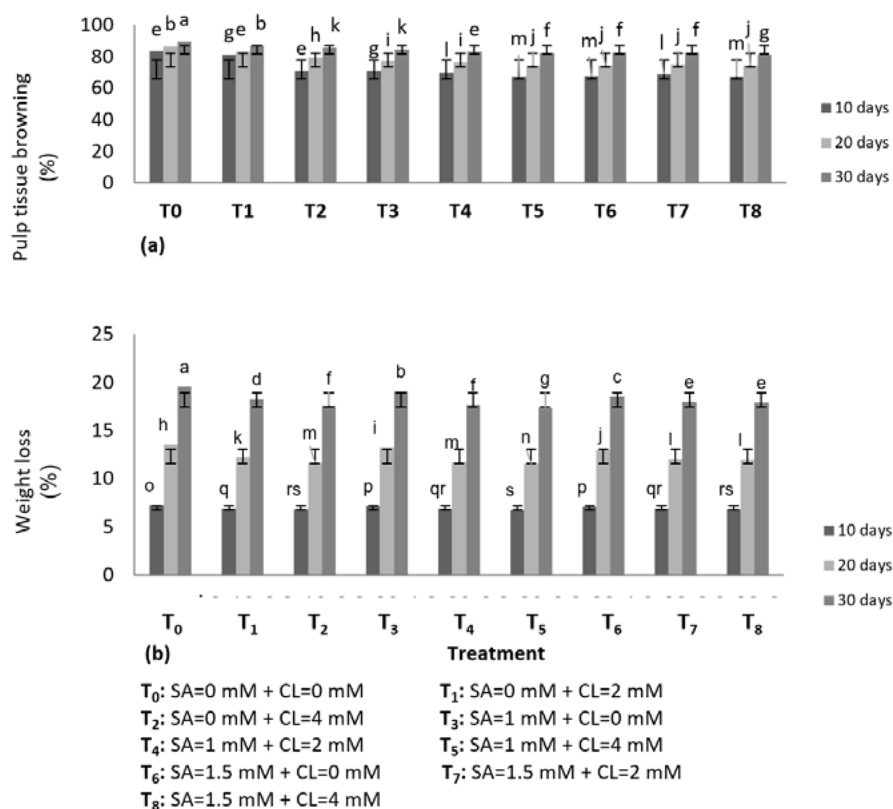 100
80
60
40
20
0
Pulp tissue browning
(%)
e b a
g e b
e h k
g i k
l i e
m j f
m j f
l j f
m j g
10 days
20 days
30 days
T0 T1 T2 T3 T4 T5 T6 T7 T8
(a)
25
20
15
10
5
0
Weight loss
(%)
o h a
q k d
rs m f
p i b
qr m f
s n g
p j c
qr l e
rs l e
10 days
20 days
30 days
T₀ T₁ T₂ T₃ T₄ T₅ T₆ T₇ T₈
(b) Treatment
T₀: SA=0 mM + CL=0 mM T₁: SA=0 mM + CL=2 mM
T₂: SA=0 mM + CL=4 mM T₃: SA=1 mM + CL=0 mM
T₄: SA=1 mM + CL=2 mM T₅: SA=1 mM + CL=4 mM
T₆: SA=1.5 mM + CL=0 mM T₇: SA=1.5 mM + CL=2 mM
T₈: SA=1.5 mM + CL=4 mM